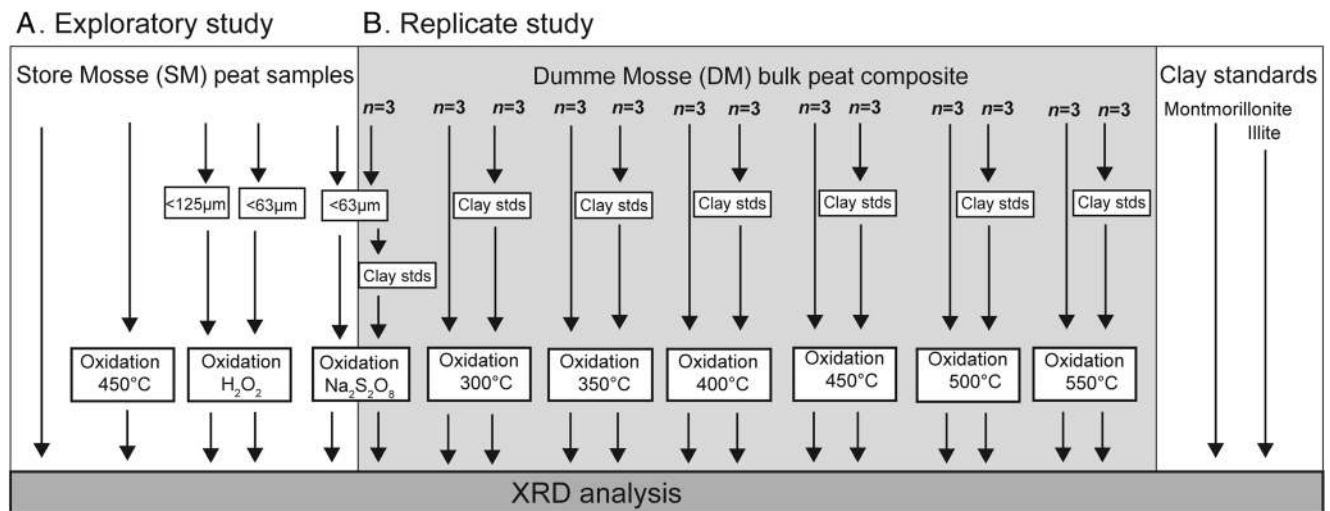 A. Exploratory study
B. Replicate study
Store Mosse (SM) peat samples
Dumme Mosse (DM) bulk peat composite
Clay standards
n=3
n=3
n=3
n=3
n=3
n=3
n=3
n=3
n=3
n=3
n=3
n=3
n=3
Montmorillonite
Illite
<125µm
<63µm
<63µm
Clay stds
Clay stds
Clay stds
Clay stds
Clay stds
Clay stds
Clay stds
Oxidation
450°C
Oxidation
H₂O₂
Oxidation
Na₂S₂O₈
Oxidation
300°C
Oxidation
350°C
Oxidation
400°C
Oxidation
450°C
Oxidation
500°C
Oxidation
550°C
XRD analysis